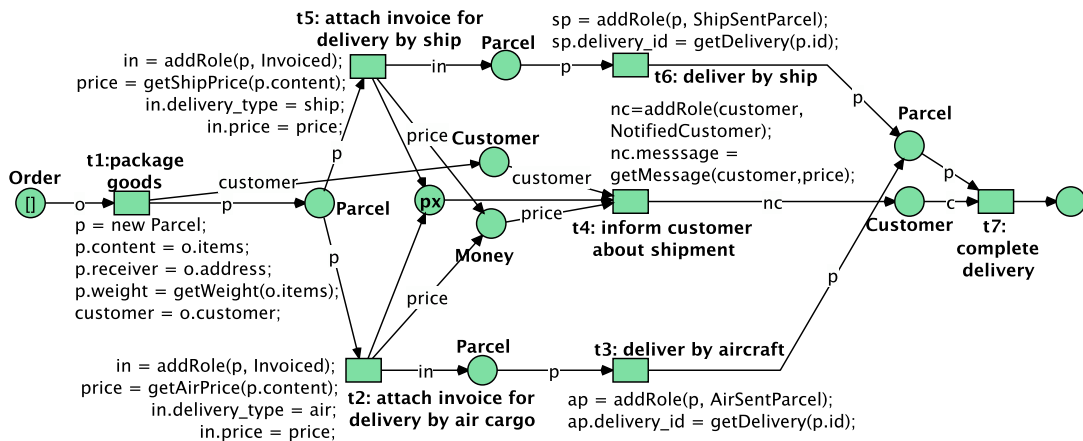 t5: attach invoice for
delivery by ship
in = addRole(p, Invoiced);
price = getShipPrice(p.content);
in.delivery_type = ship;
in.price = price;
in
Parcel
p
sp = addRole(p, ShipSentParcel);
sp.delivery_id = getDelivery(p.id);
t6: deliver by ship
p
Parcel
p
Order
[]
o
t1:package
goods
customer
p
p = new Parcel;
p.content = o.items;
p.receiver = o.address;
p.weight = getWeight(o.items);
customer = o.customer;
Parcel
p
p
price
Customer
customer
px
Money
price
price
nc=addRole(customer,
NotifiedCustomer);
nc.messsage =
getMessage(customer,price);
t4: inform customer
about shipment
nc
Customer
c
t7:
complete
delivery
in = addRole(p, Invoiced);
price = getAirPrice(p.content);
in.delivery_type = air;
in.price = price;
t2: attach invoice for
delivery by air cargo
in
Parcel
p
t3: deliver by aircraft
p
ap = addRole(p, AirSentParcel);
ap.delivery_id = getDelivery(p.id);